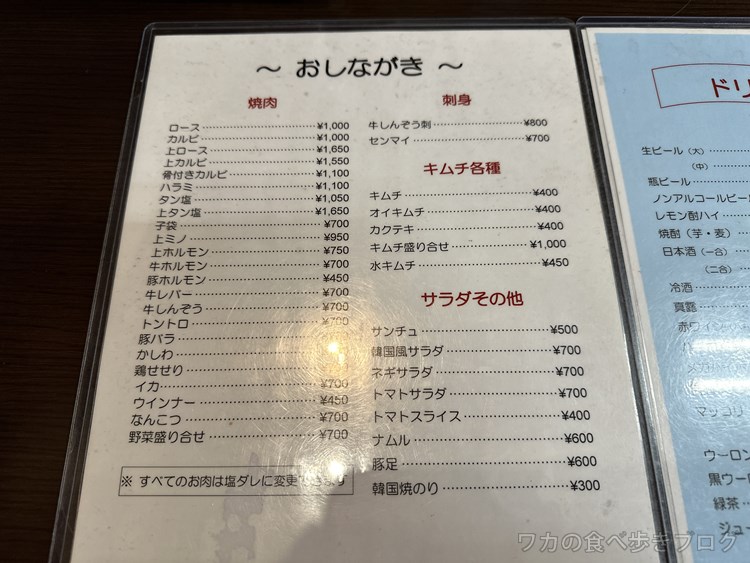 ～ おしながき ～
焼肉
ロース ¥1,000
カルビ ¥1,000
上ロース ¥1,650
上カルビ ¥1,550
骨付きカルビ ¥1,100
ハラミ ¥1,100
タン塩 ¥1,050
上タン塩 ¥1,650
子袋 ¥700
上ミノ ¥950
上ホルモン ¥750
牛ホルモン ¥700
豚ホルモン ¥450
牛レバー ¥700
牛しんぞう ¥700
トントロ ¥700
豚バラ
かしわ
鶏せせり
イカ ¥700
ウインナー ¥450
なんこつ ¥700
野菜盛り合せ ¥700
※ すべてのお肉は塩ダレに変更できます
刺身
牛しんぞう刺 ¥800
センマイ ¥700
キムチ各種
キムチ ¥400
オイキムチ ¥400
カクテキ ¥400
キムチ盛り合せ ¥1,000
水キムチ ¥450
サラダその他
サンチュ ¥500
韓国風サラダ ¥700
ネギサラダ ¥700
トマトサラダ ¥700
トマトスライス ¥400
ナムル ¥600
豚足 ¥600
韓国焼のり ¥300
ドリ
生ビール（大）
（中）
瓶ビール
ノンアルコールビー
レモン酎ハイ
焼酎（芋・麦）
日本酒（一合）
（二合）
冷酒
真露
赤ワイン
マッコリ
ウーロン
黒ウー
緑茶
ジュー
ワカの食べ歩きブログ